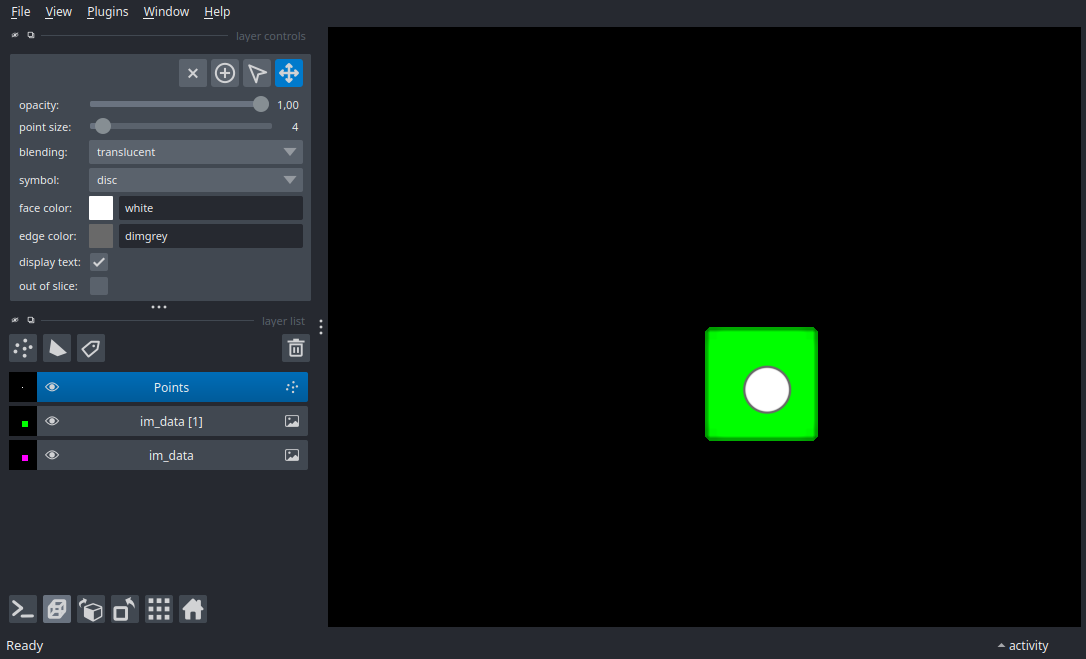 File View Plugins Window Help
layer controls
opacity: 1,00
point size: 4
blending: translucent
symbol: disc
face color: white
edge color: dimgrey
display text:
out of slice:
layer list
Points
im_data [1]
im_data
Ready activity